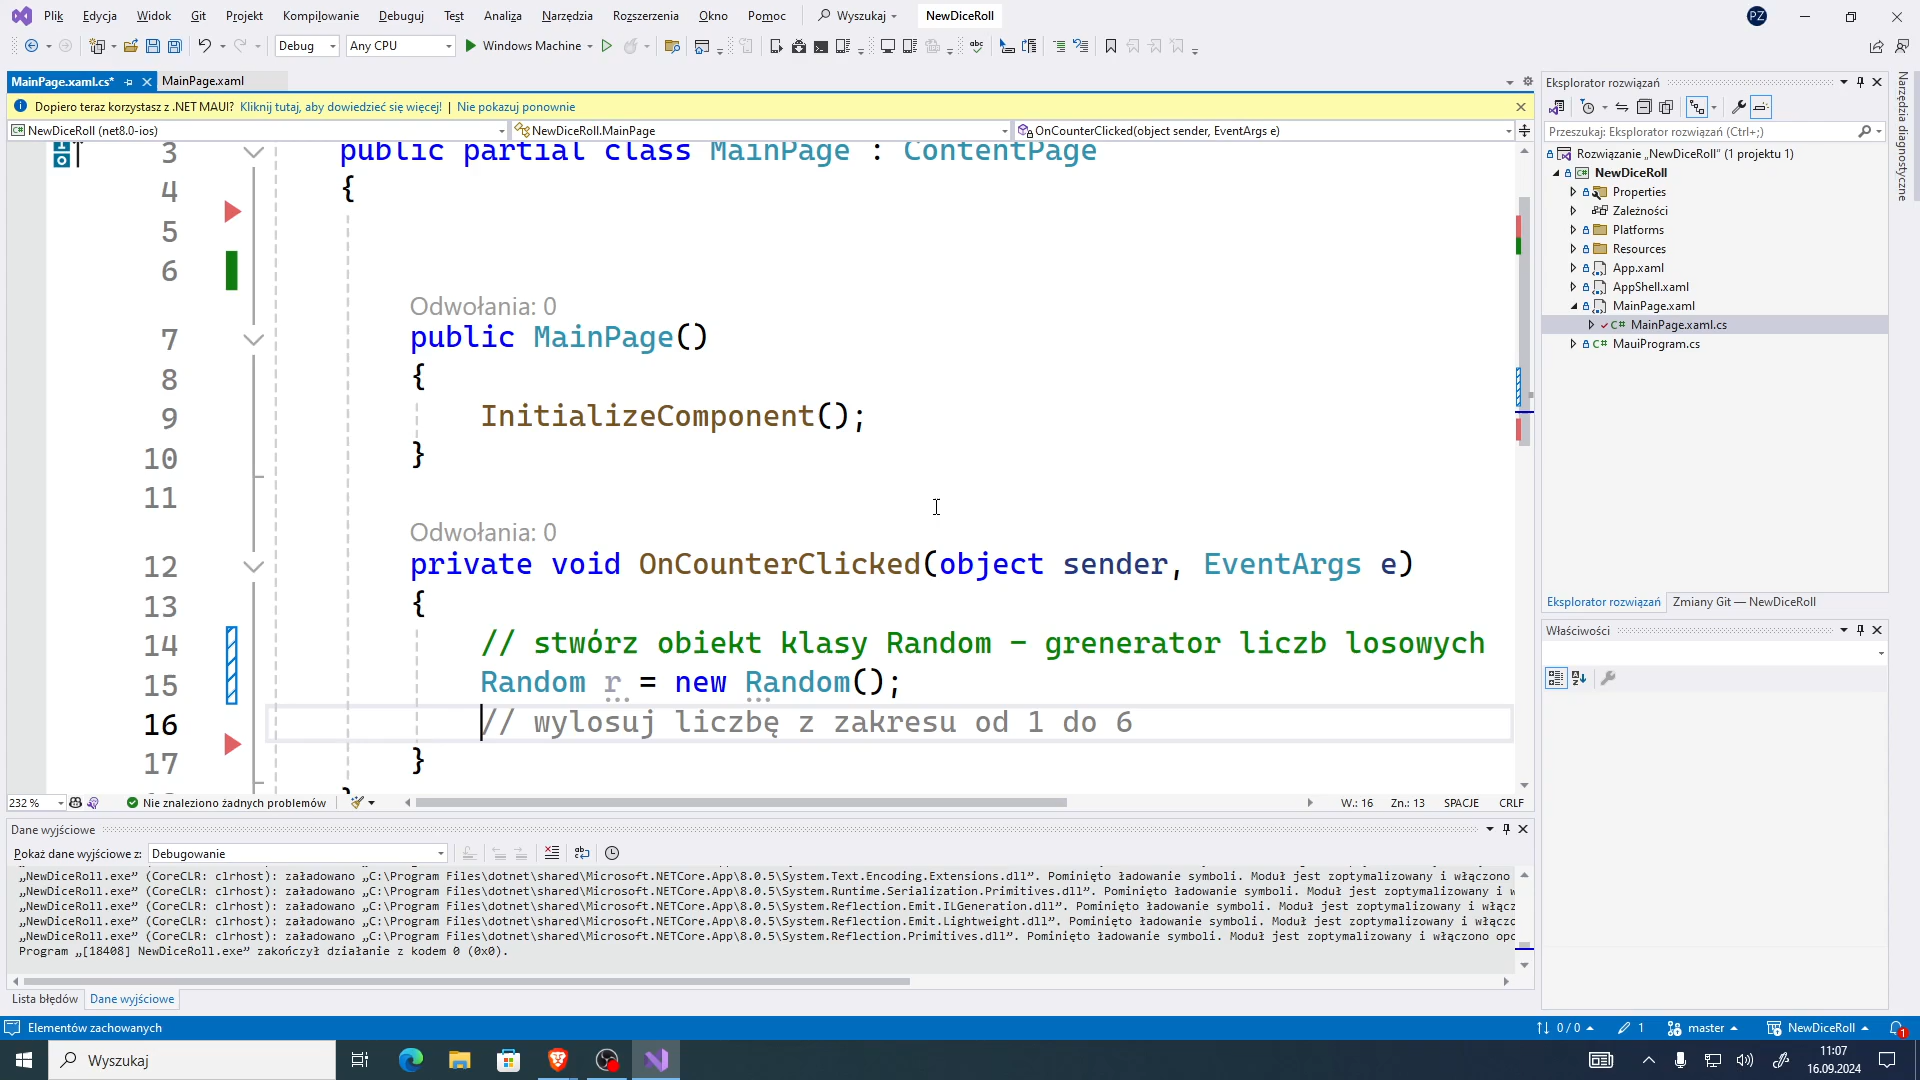 Plik Edycja Widok Git Projekt Kompilowanie Debuguj Test Analiza Narzędzia Rozszerzenia Okno Pomoc Wyszukaj NewDiceRoll PZ
Debug Any CPU Windows Machine
MainPage.xaml.cs* MainPage.xaml
Dopiero teraz korzystasz z .NET MAUI? Kliknij tutaj, aby dowiedzieć się więcej! | Nie pokazuj ponownie
NewDiceRoll (net8.0-ios) NewDiceRoll.MainPage OnCounterClicked(object sender, EventArgs e)
3 public partial class MainPage : ContentPage
4 {
5
6
Odwołania: 0
7 public MainPage()
8 {
9 InitializeComponent();
10 }
11
Odwołania: 0
12 private void OnCounterClicked(object sender, EventArgs e)
13 {
14 // stwórz obiekt klasy Random - grenerator liczb losowych
15 Random r = new Random();
16 // wylosuj liczbę z zakresu od 1 do 6
17 }
232 % Nie znaleziono żadnych problemów W.: 16 Zn.: 13 SPACJE CRLF
Dane wyjściowe
Pokaż dane wyjściowe z: Debugowanie
„NewDiceRoll.exe” (CoreCLR: clrhost): załadowano „C:\Program Files\dotnet\shared\Microsoft.NETCore.App\8.0.5\System.Text.Encoding.Extensions.dll”. Pominięto ładowanie symboli. Moduł jest zoptymalizowany i włączono
„NewDiceRoll.exe” (CoreCLR: clrhost): załadowano „C:\Program Files\dotnet\shared\Microsoft.NETCore.App\8.0.5\System.Runtime.Serialization.Primitives.dll”. Pominięto ładowanie symboli. Moduł jest zoptymalizowany i w
„NewDiceRoll.exe” (CoreCLR: clrhost): załadowano „C:\Program Files\dotnet\shared\Microsoft.NETCore.App\8.0.5\System.Reflection.Emit.ILGeneration.dll”. Pominięto ładowanie symboli. Moduł jest zoptymalizowany i włącz
„NewDiceRoll.exe” (CoreCLR: clrhost): załadowano „C:\Program Files\dotnet\shared\Microsoft.NETCore.App\8.0.5\System.Reflection.Emit.Lightweight.dll”. Pominięto ładowanie symboli. Moduł jest zoptymalizowany i włączo
„NewDiceRoll.exe” (CoreCLR: clrhost): załadowano „C:\Program Files\dotnet\shared\Microsoft.NETCore.App\8.0.5\System.Reflection.Primitives.dll”. Pominięto ładowanie symboli. Moduł jest zoptymalizowany i włączono opc
Program „[18408] NewDiceRoll.exe” zakończył działanie z kodem 0 (0x0).
Lista błędów Dane wyjściowe
Eksplorator rozwiązań
Przeszukaj: Eksplorator rozwiązań (Ctrl+;)
Rozwiązanie „NewDiceRoll” (1 projektu 1)
NewDiceRoll
Properties
Zależności
Platforms
Resources
App.xaml
AppShell.xaml
MainPage.xaml
C# MainPage.xaml.cs
C# MauiProgram.cs
Eksplorator rozwiązań Zmiany Git — NewDiceRoll
Właściwości
Narzędzia diagnostyczne
Elementów zachowanych 0 / 0 1 master NewDiceRoll 1
Wyszukaj 11:07
16.09.2024